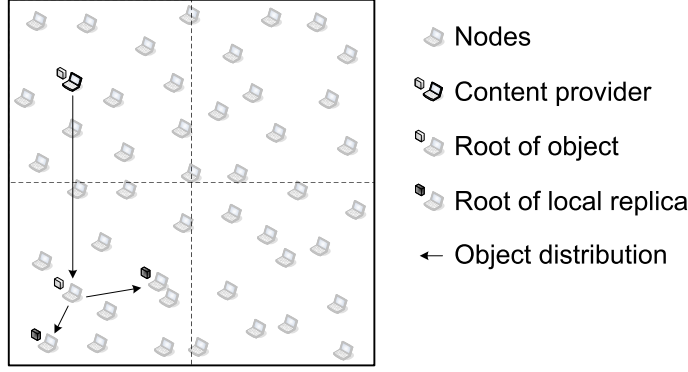 Nodes
Content provider
Root of object
Root of local replica
Object distribution